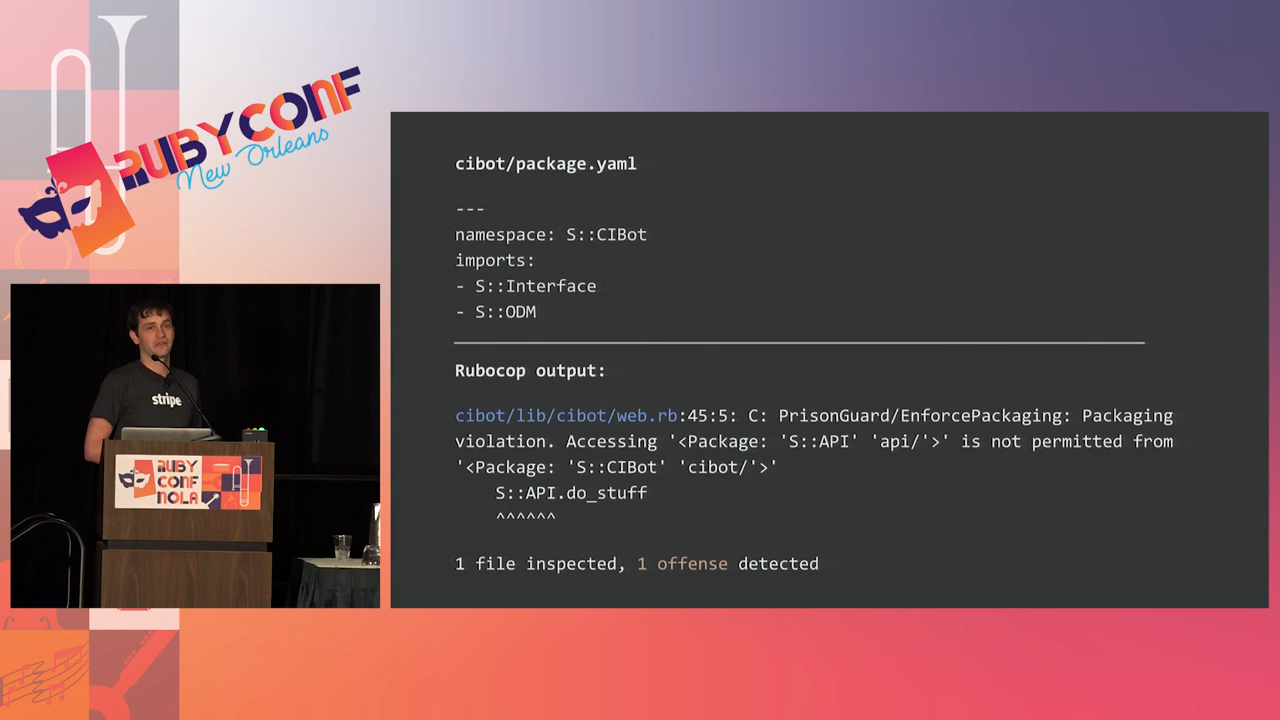 RUBYCONF
New Orleans
cibot/package.yaml
---
namespace: S::CIBot
imports:
- S::Interface
- S::ODM
Rubocop output:
cibot/lib/cibot/web.rb:45:5: C: PrisonGuard/EnforcePackaging: Packaging
violation. Accessing '<Package: 'S::API' 'api/'>' is not permitted from
'<Package: 'S::CIBot' 'cibot/'>'
S::API.do_stuff
^^^^^^
1 file inspected, 1 offense detected
stripe
RUBY
CONF
NOLA